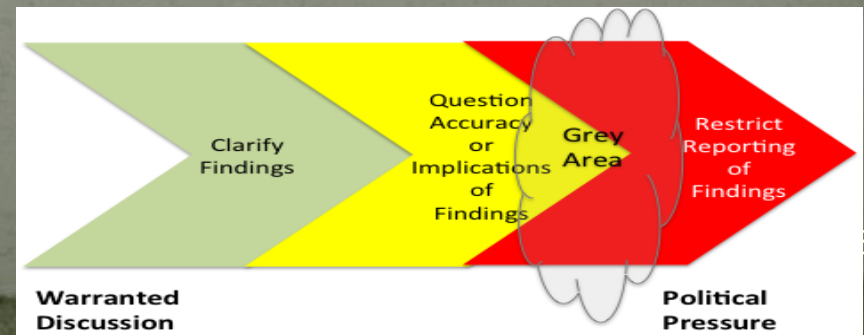 Clarify
Findings
Question
Accuracy
or
Implications
of
Findings
Grey
Area
Restrict
Reporting
of
Findings
Warranted
Discussion
Political
Pressure